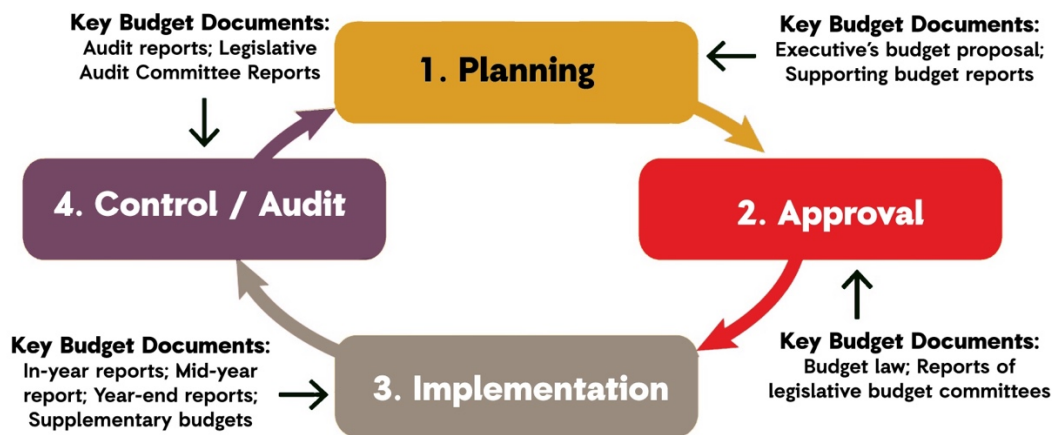 Key Budget Documents:
Audit reports; Legislative
Audit Committee Reports
1. Planning
Key Budget Documents:
Executive's budget proposal;
Supporting budget reports
4. Control / Audit
2. Approval
Key Budget Documents:
In-year reports; Mid-year
report; Year-end reports;
Supplementary budgets
3. Implementation
Key Budget Documents:
Budget law; Reports of
legislative budget committees